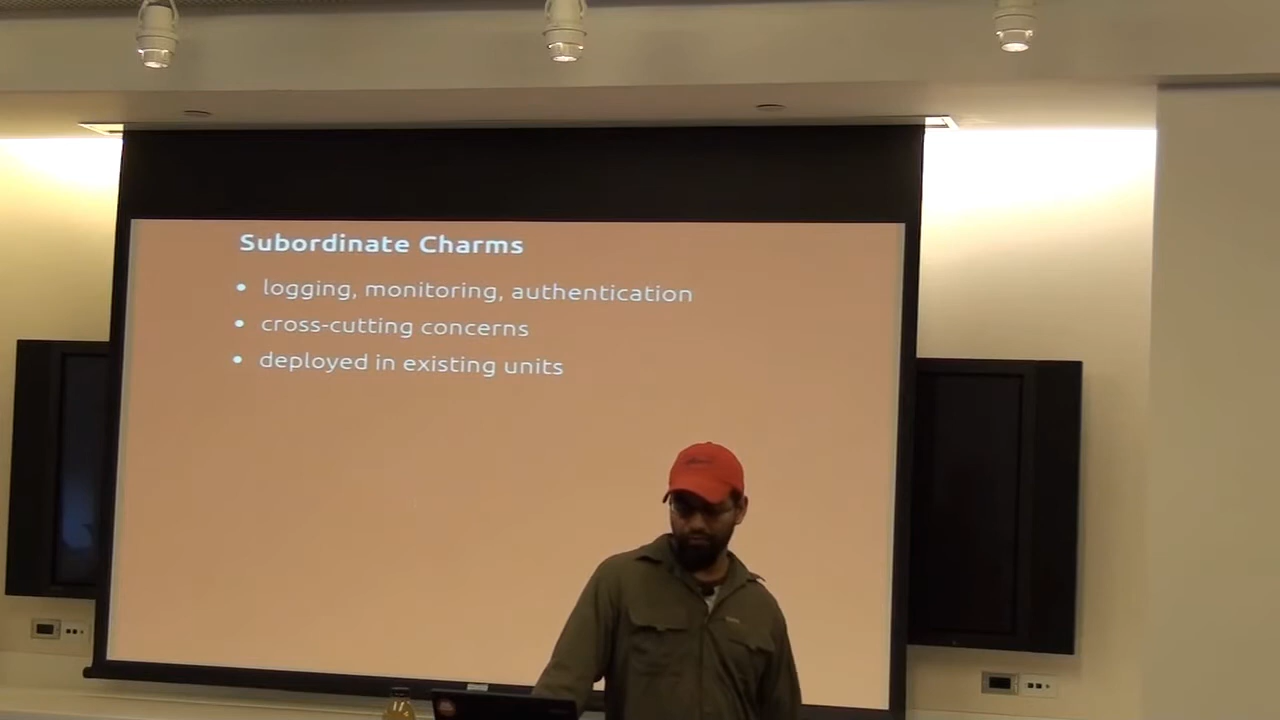 Subordinate Charms
• logging, monitoring, authentication
• cross-cutting concerns
• deployed in existing units